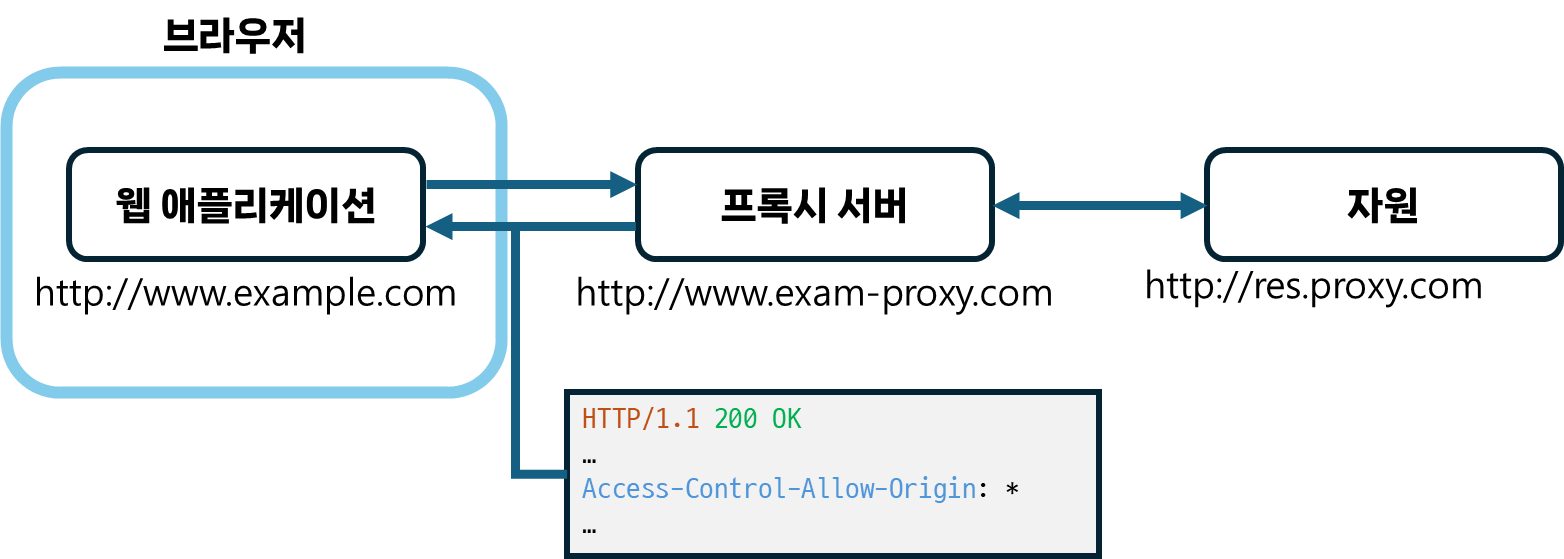 브라우저
웹 애플리케이션
프록시 서버
자원
http://www.example.com
http://www.exam-proxy.com
http://res.proxy.com
HTTP/1.1 200 OK
…
Access-Control-Allow-Origin: *
…